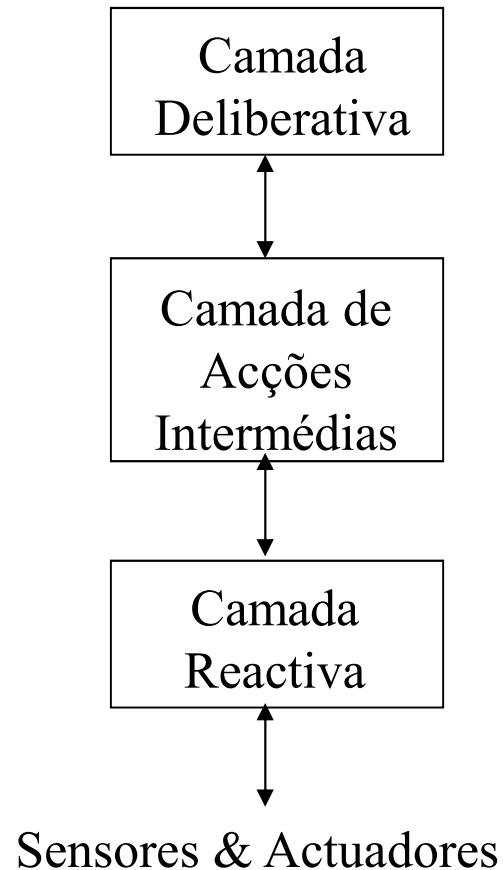 Camada
Deliberativa
Camada de
Acções
Intermédias
Camada
Reactiva
Sensores & Actuadores